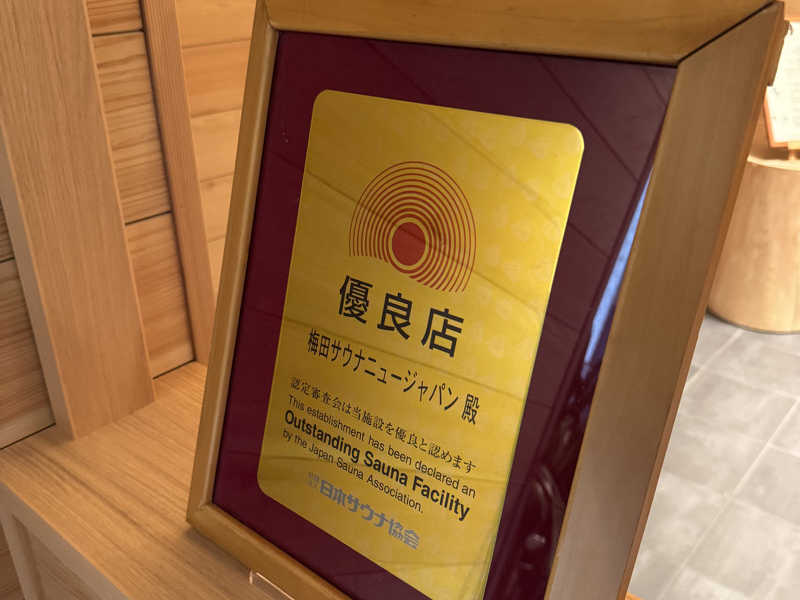 優良店
梅田サウナニュージャパン 殿
認定審査会は当施設を優良と認めます
This establishment has been declared an
Outstanding Sauna Facility
by the Japan Sauna Association.
日本サウナ協会